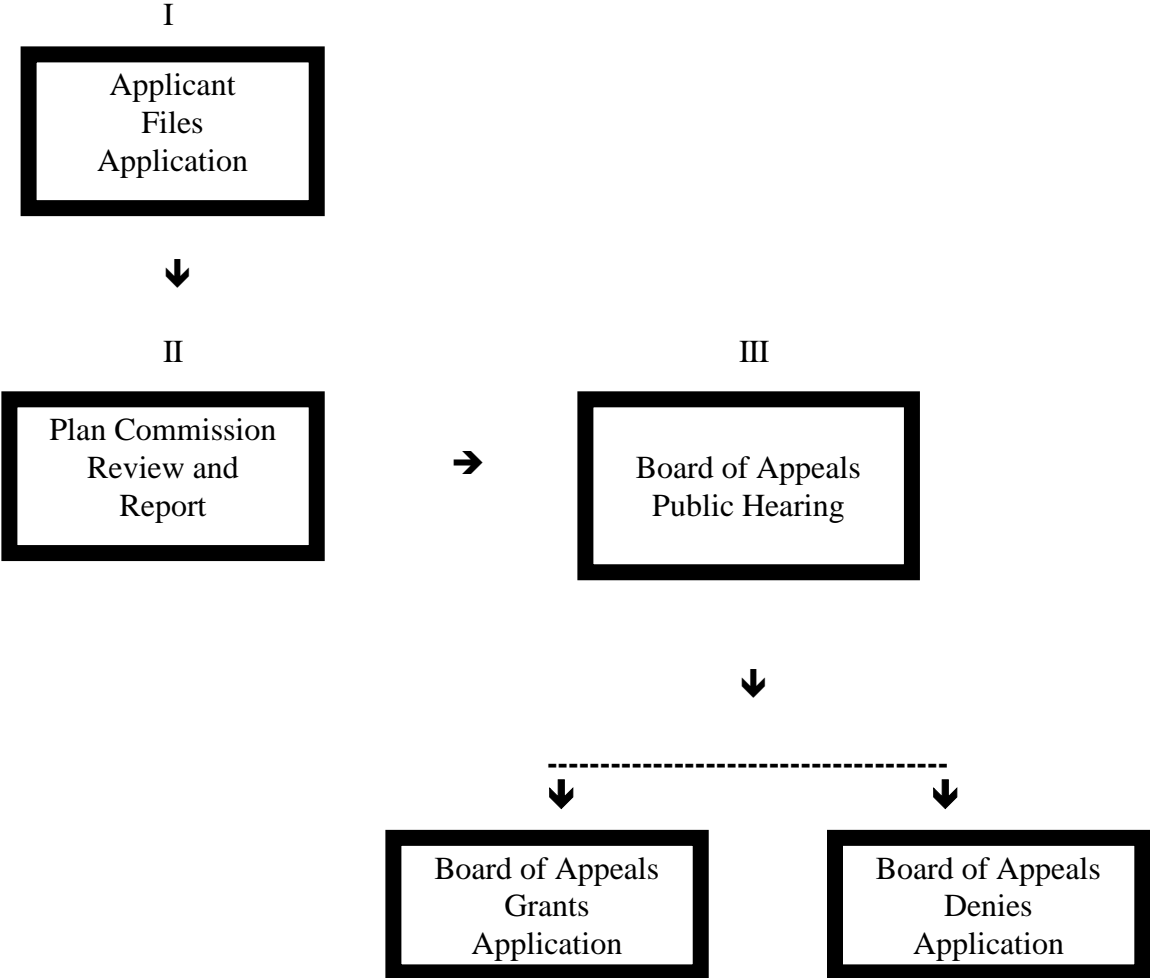 I
Applicant
Files
Application
II
Plan Commission
Review and
Report
III
Board of Appeals
Public Hearing
Board of Appeals
Grants
Application
Board of Appeals
Denies
Application